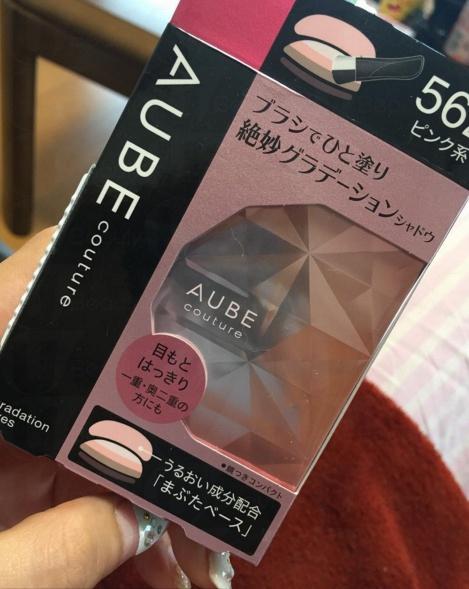 AUBE
couture
562
ピンク系
ブラシでひと塗り
絶妙グラデーションシャドウ
AUBE
couture
目もと
はっきり
一重・奥二重の
方にも
●鏡つきコンパクト
うるおい成分配合
「まぶたベース」